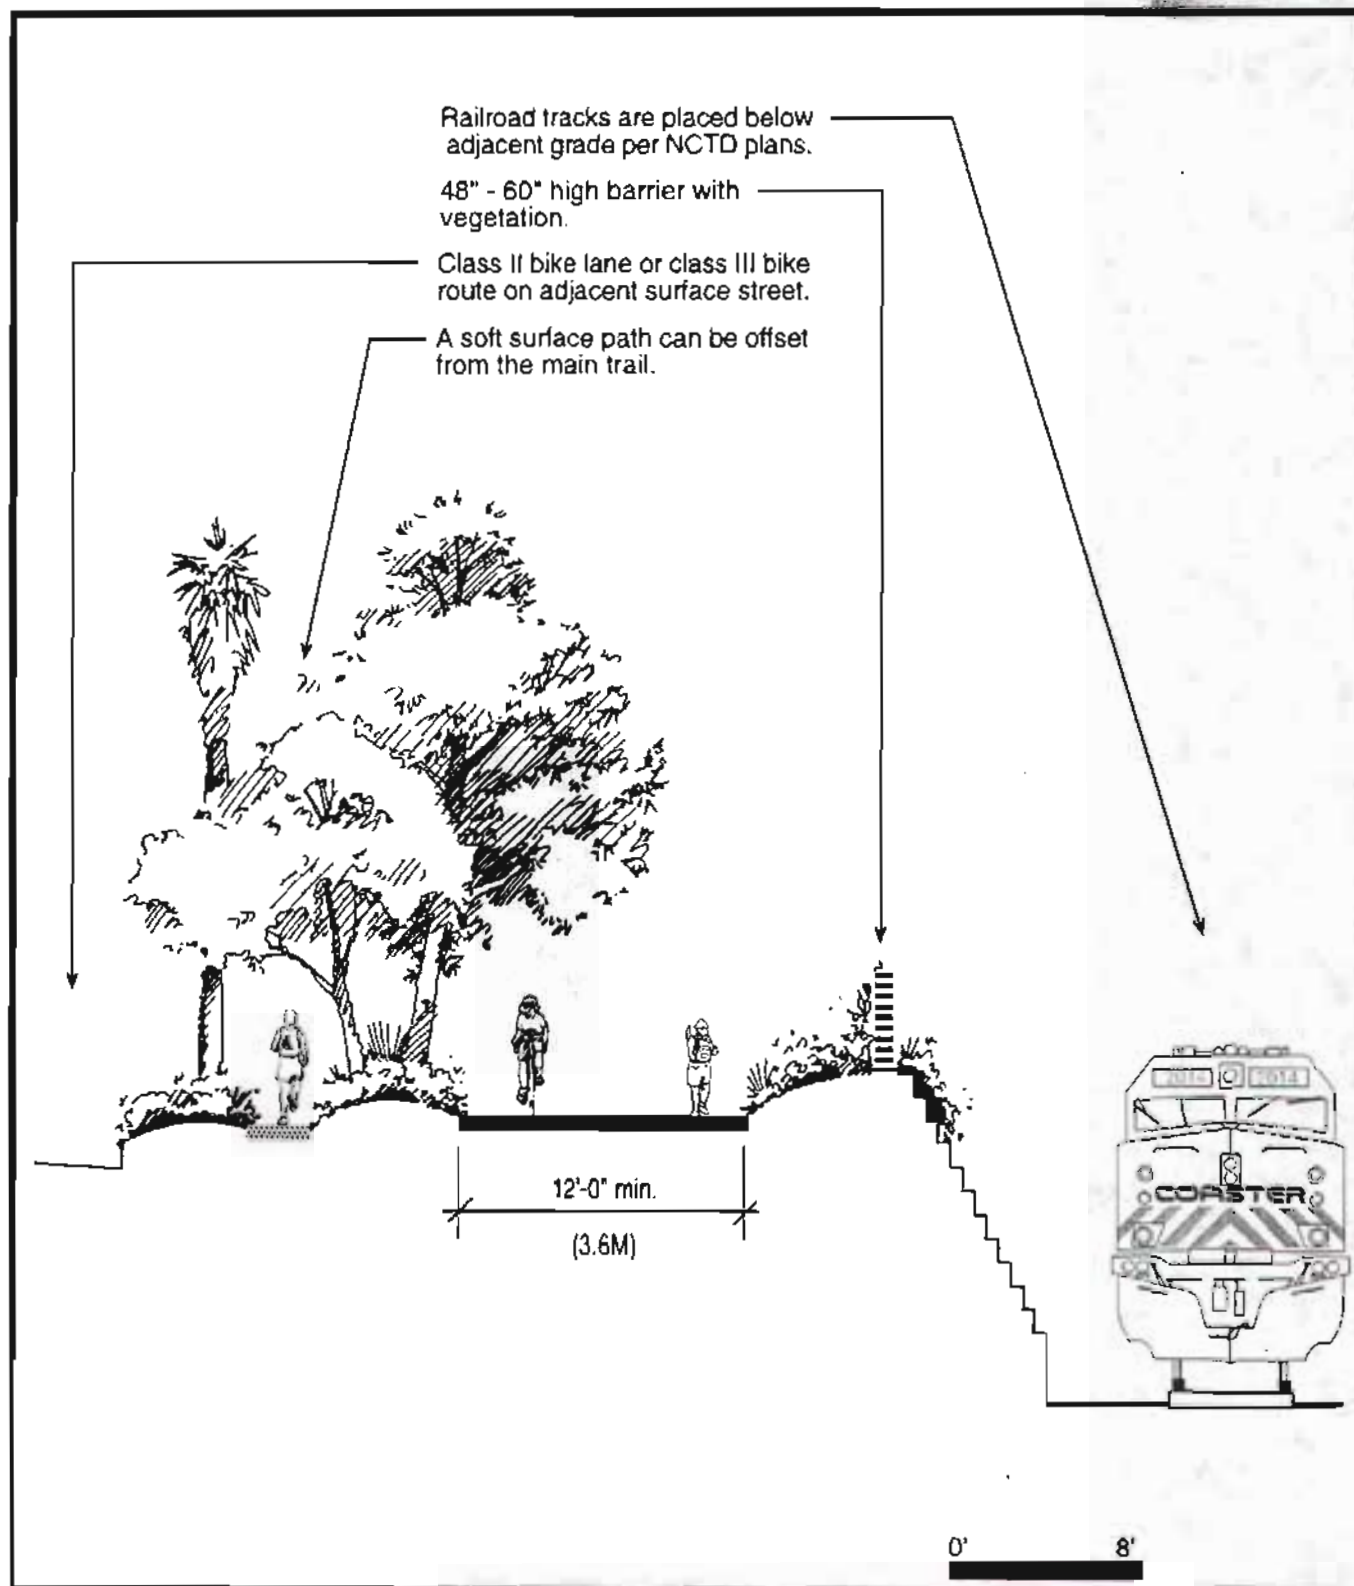 Railroad tracks are placed below
adjacent grade per NCTD plans.
48" - 60" high barrier with
vegetation.
Class II bike lane or class III bike
route on adjacent surface street.
A soft surface path can be offset
from the main trail.
2014 2014
COASTER
12'-0" min.
(3.6M)
0' 8'